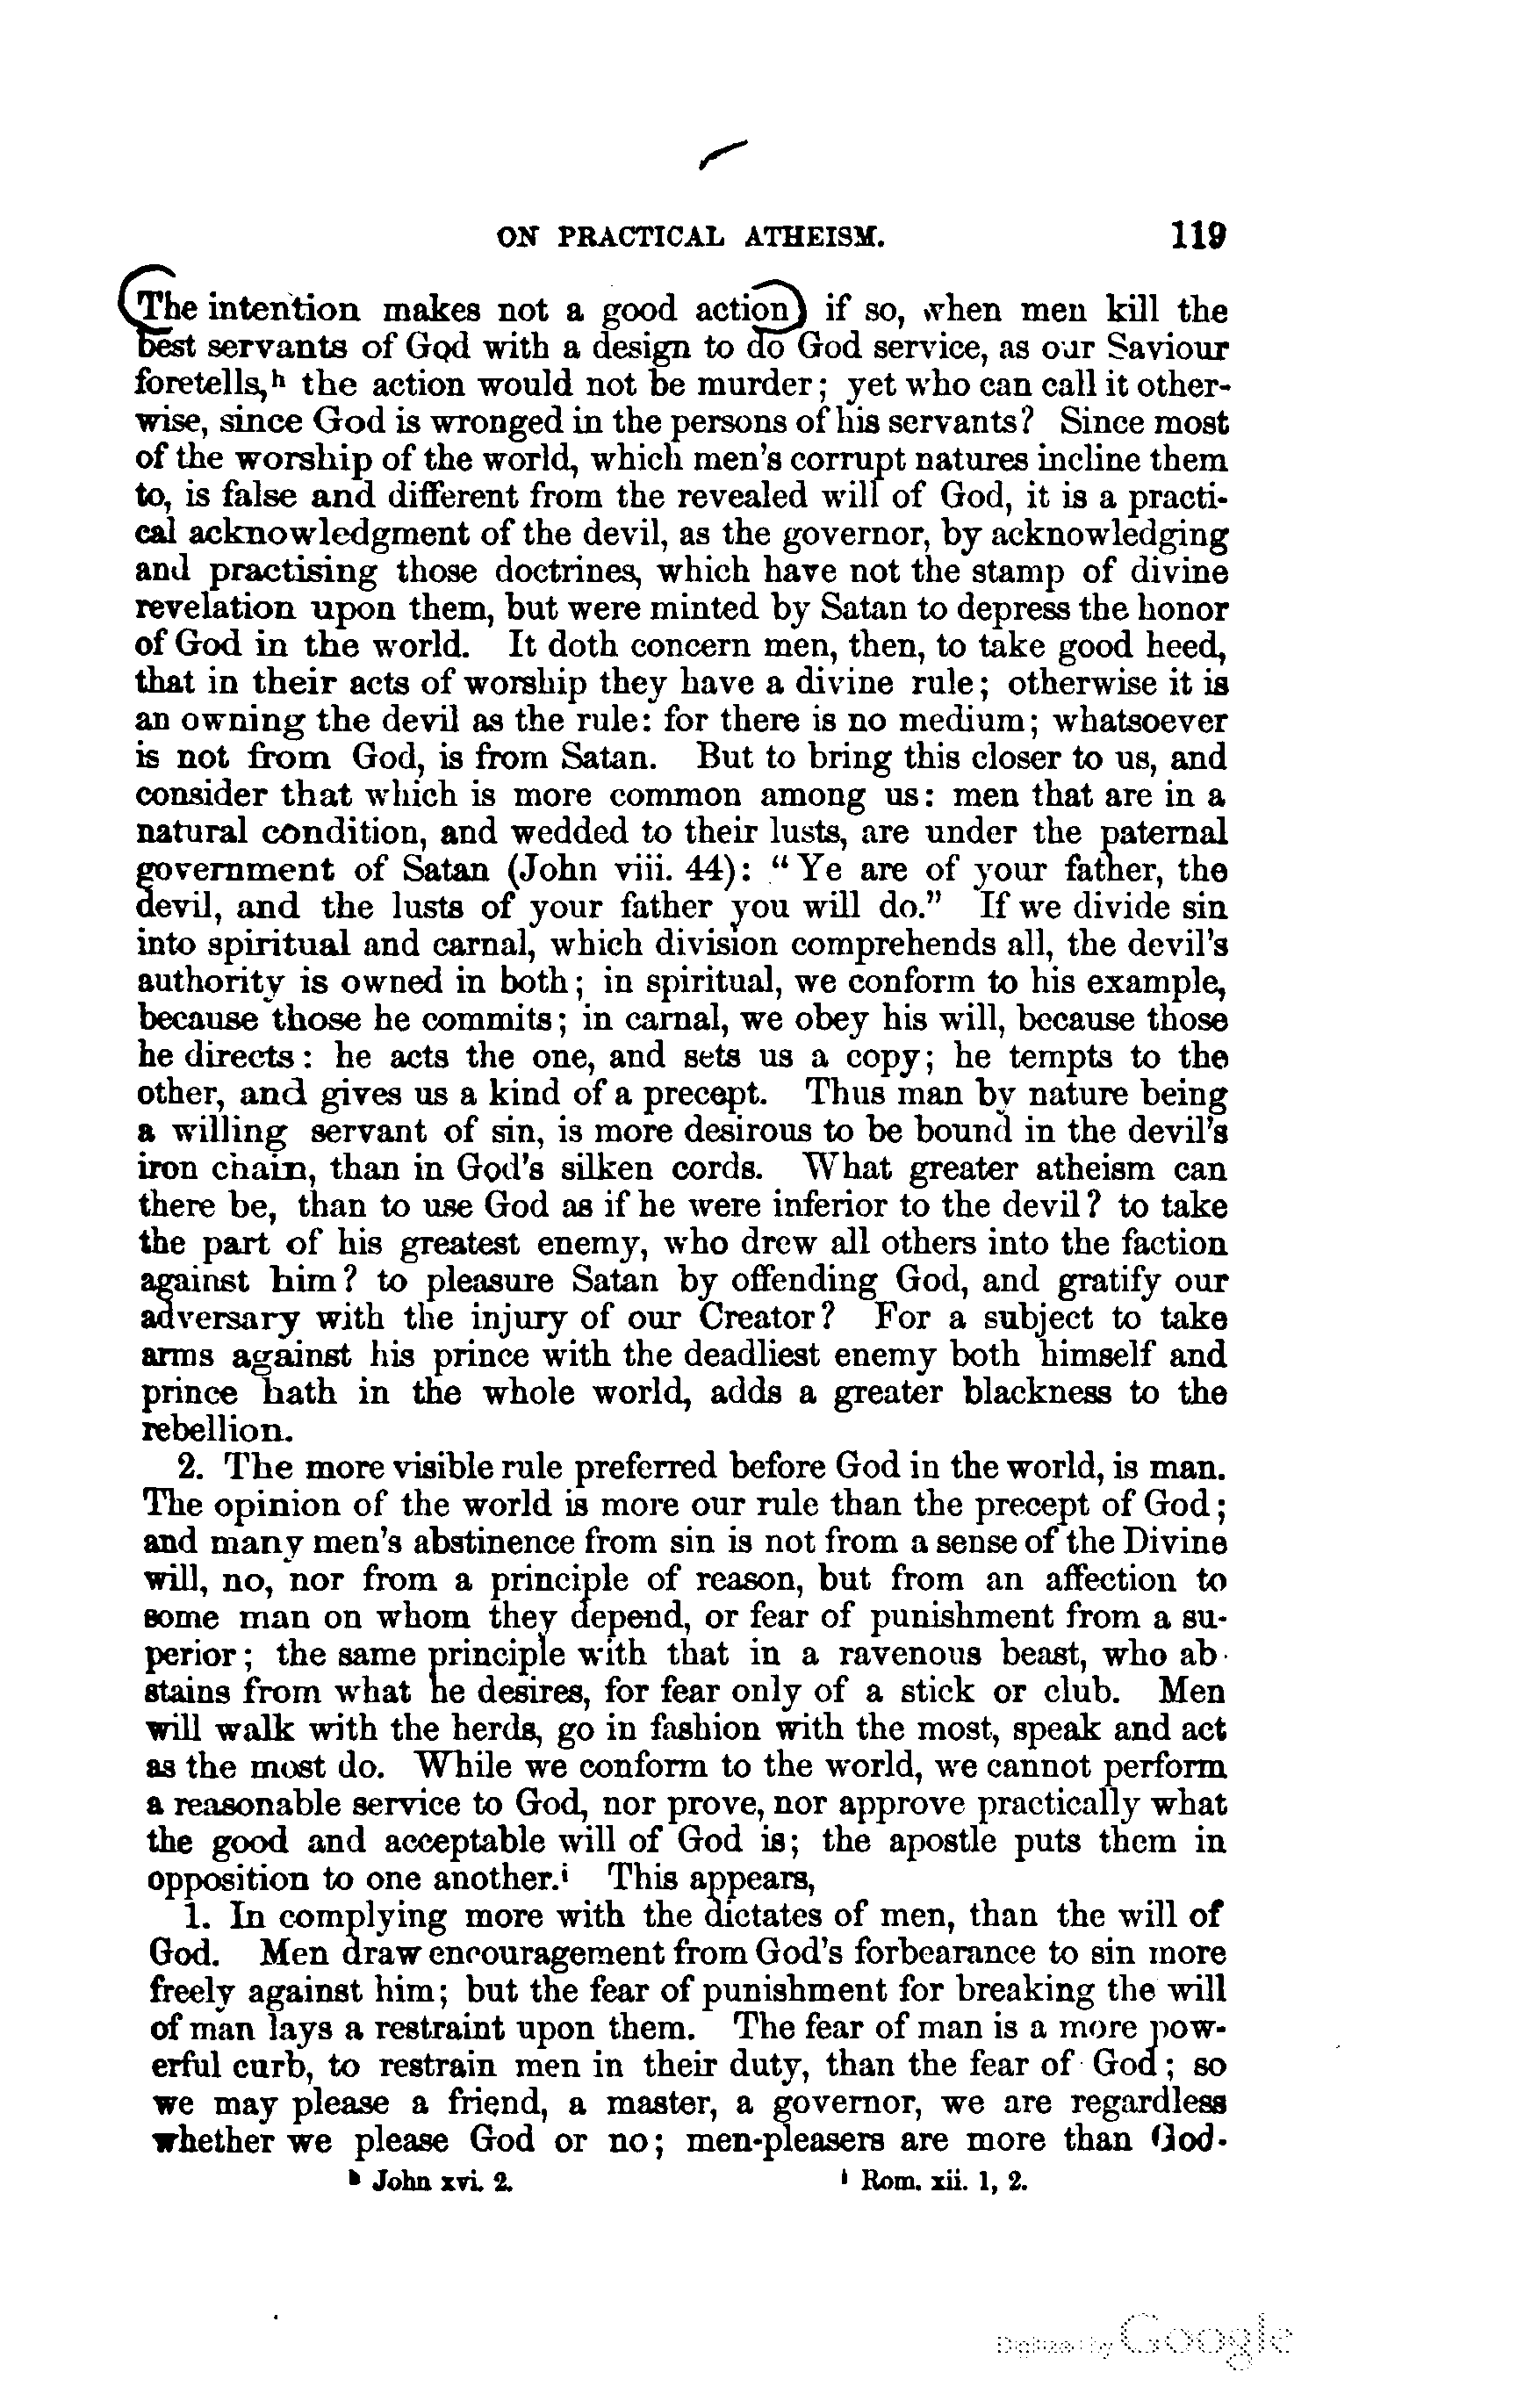 ON PRACTICAL ATHEISM. 119
The intention makes not a good action) if so, when men kill the
best servants of God with a design to do God service, as our Saviour
foretells,h the action would not be murder; yet who can call it other-
wise, since God is wronged in the persons of his servants? Since most
of the worship of the world, which men's corrupt natures incline them
to, is false and different from the revealed will of God, it is a practi-
cal acknowledgment of the devil, as the governor, by acknowledging
and practising those doctrines, which have not the stamp of divine
revelation upon them, but were minted by Satan to depress the honor
of God in the world. It doth concern men, then, to take good heed,
that in their acts of worship they have a divine rule; otherwise it is
an owning the devil as the rule: for there is no medium; whatsoever
is not from God, is from Satan. But to bring this closer to us, and
consider that which is more common among us: men that are in a
natural condition, and wedded to their lusts, are under the paternal
government of Satan (John viii. 44): "Ye are of your father, the
devil, and the lusts of your father you will do." If we divide sin
into spiritual and carnal, which division comprehends all, the devil's
authority is owned in both; in spiritual, we conform to his example,
because those he commits; in carnal, we obey his will, because those
he directs: he acts the one, and sets us a copy; he tempts to the
other, and gives us a kind of a precept. Thus man by nature being
a willing servant of sin, is more desirous to be bound in the devil's
iron chain, than in God's silken cords. What greater atheism can
there be, than to use God as if he were inferior to the devil? to take
the part of his greatest enemy, who drew all others into the faction
against him? to pleasure Satan by offending God, and gratify our
adversary with the injury of our Creator? For a subject to take
arms against his prince with the deadliest enemy both himself and
prince hath in the whole world, adds a greater blackness to the
rebellion.
2. The more visible rule preferred before God in the world, is man.
The opinion of the world is more our rule than the precept of God;
and many men's abstinence from sin is not from a sense of the Divine
will, no, nor from a principle of reason, but from an affection to
some man on whom they depend, or fear of punishment from a su-
perior; the same principle with that in a ravenous beast, who ab-
stains from what he desires, for fear only of a stick or club. Men
will walk with the herds, go in fashion with the most, speak and act
as the most do. While we conform to the world, we cannot perform
a reasonable service to God, nor prove, nor approve practically what
the good and acceptable will of God is; the apostle puts them in
opposition to one another.i This appears,
1. In complying more with the dictates of men, than the will of
God. Men draw encouragement from God's forbearance to sin more
freely against him; but the fear of punishment for breaking the will
of man lays a restraint upon them. The fear of man is a more pow-
erful curb, to restrain men in their duty, than the fear of God; so
we may please a friend, a master, a governor, we are regardless
whether we please God or no; men-pleasers are more than God-
h John xvi. 2. i Rom. xii. 1, 2.
Digitized by Google